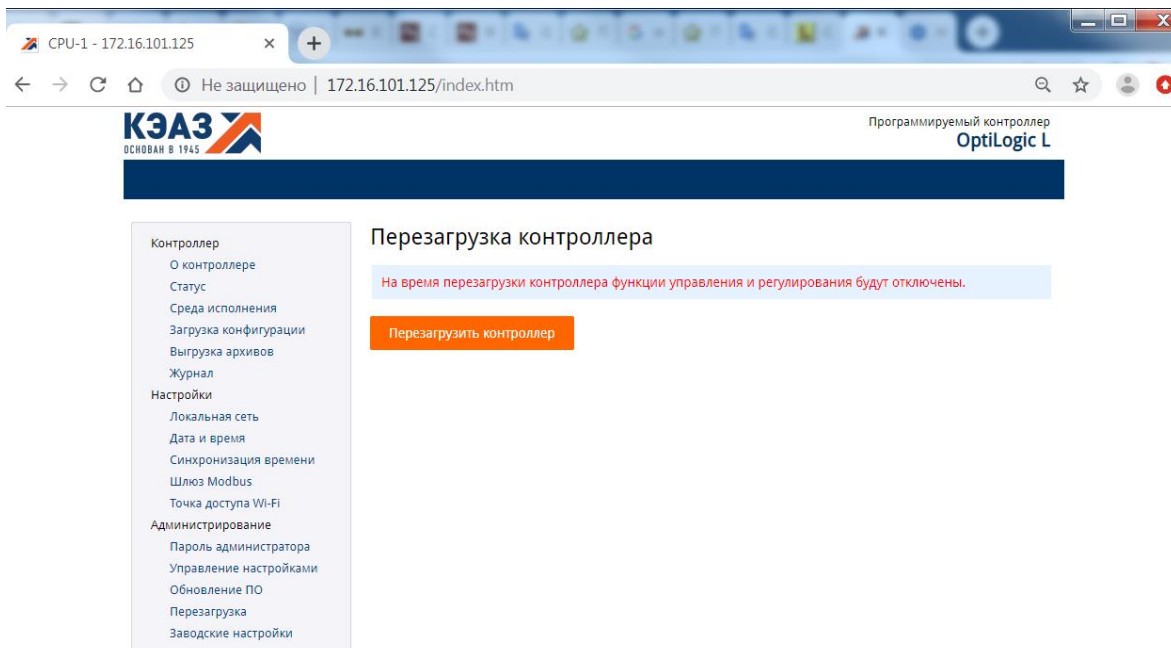 CPU-1 - 172.16.101.125
Не защищено | 172.16.101.125/index.htm
КЭАЗ
ОСНОВАН В 1945
Программируемый контроллер
OptiLogic L
Контроллер
О контроллере
Статус
Среда исполнения
Загрузка конфигурации
Выгрузка архивов
Журнал
Настройки
Локальная сеть
Дата и время
Синхронизация времени
Шлюз Modbus
Точка доступа Wi-Fi
Администрирование
Пароль администратора
Управление настройками
Обновление ПО
Перезагрузка
Заводские настройки
Перезагрузка контроллера
На время перезагрузки контроллера функции управления и регулирования будут отключены.
Перезагрузить контроллер